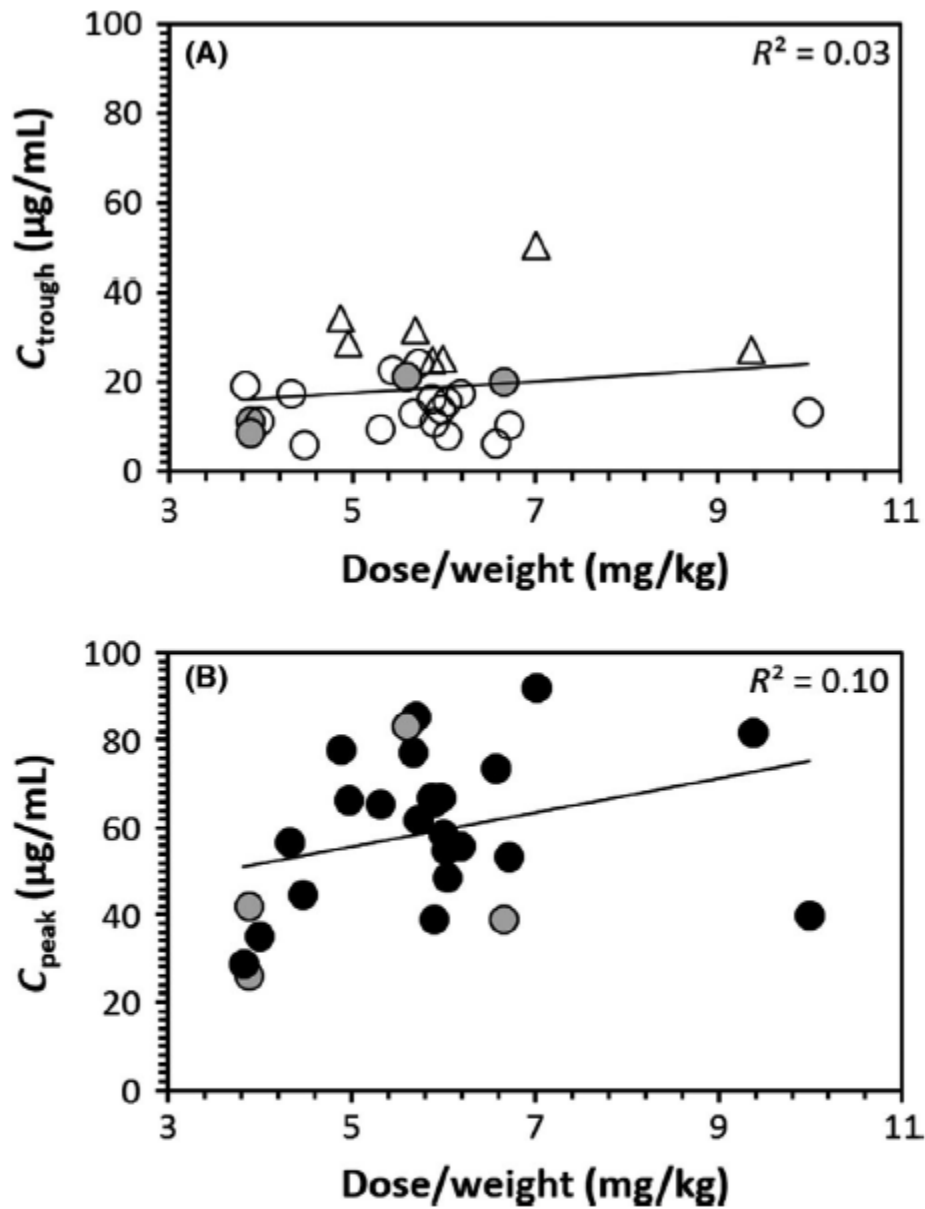 (A)
R² = 0.03
100
80
60
40
20
0
C_trough (µg/mL)
3 5 7 9 11
Dose/weight (mg/kg)
(B)
R² = 0.10
100
80
60
40
20
0
C_peak (µg/mL)
3 5 7 9 11
Dose/weight (mg/kg)